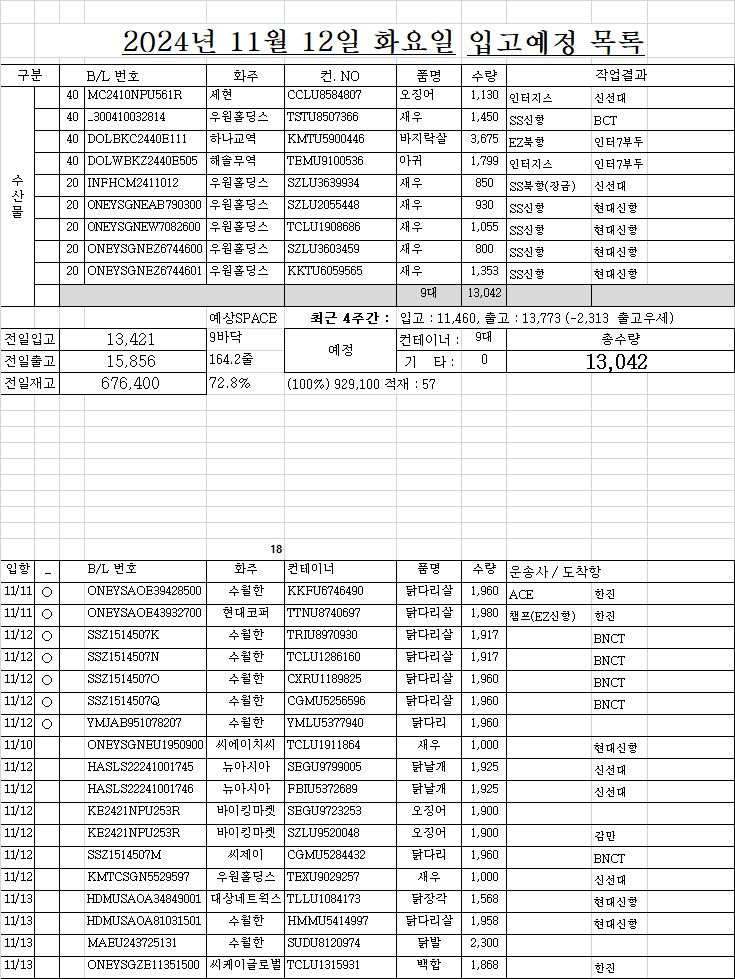 2024년 11월 12일 화요일 입고예정 목록
구분 B/L 번호 화주 컨. NO 품명 수량 작업결과
수산물
40 MC2410NPU561R 세현 CCLU8584807 오징어 1,130 인터지스 신선대
40 _300410032814 우원홀딩스 TSTU8507366 새우 1,450 SS신항 BCT
40 DOLBKC2440E111 하나교역 KMTU5900446 바지락살 3,675 EZ북항 인터7부두
40 DOLWBKZ2440E505 해솔무역 TBMU9100536 아귀 1,799 인터지스 인터7부두
20 INFHCM2411012 우원홀딩스 SZLU3639934 새우 850 SS북항(장금) 신선대
20 ONEYSGNEAB790300 우원홀딩스 SZLU2055448 새우 930 SS신항 현대신항
20 ONEYSGNEW7082600 우원홀딩스 TCLU1908686 새우 1,055 SS신항 현대신항
20 ONEYSGNEZ6744600 우원홀딩스 SZLU3603459 새우 800 SS신항 현대신항
20 ONEYSGNEZ6744601 우원홀딩스 KKTU6059565 새우 1,353 SS신항 현대신항
9대 13,042
예상SPACE 최근 4주간 : 입고 : 11,460, 출고 : 13,773 (-2,313 출고우세)
전일입고 13,421 9바닥 예정 컨테이너 : 9대 총수량
전일출고 15,856 164.2줄 기 타 : 0 13,042
전일재고 676,400 72.8% (100%) 929,100 적재 : 57
18
입항 _ B/L 번호 화주 컨테이너 품명 수량 운송사 / 도착항
11/11 ○ ONEYSAOE39428500 수월한 KKFU6746490 닭다리살 1,960 ACE 한진
11/11 ○ ONEYSAOE43932700 현대코퍼 TTNU8740697 닭다리살 1,980 챔프(EZ신항) 한진
11/12 ○ SSZ1514507K 수월한 TRIU8970930 닭다리살 1,917 BNCT
11/12 ○ SSZ1514507N 수월한 TCLU1286160 닭다리살 1,917 BNCT
11/12 ○ SSZ1514507O 수월한 CXRU1189825 닭다리살 1,960 BNCT
11/12 ○ SSZ1514507Q 수월한 CGMU5256596 닭다리살 1,960 BNCT
11/12 ○ YMJAB951078207 수월한 YMLU5377940 닭다리 1,960
11/10 ONEYSGNEU1950900 씨에이치씨 TCLU1911864 새우 1,000 현대신항
11/12 HASLS22241001745 뉴아시아 SEGU9799005 닭날개 1,925 신선대
11/12 HASLS22241001746 뉴아시아 FBIU5372689 닭날개 1,925 신선대
11/12 KE2421NPU253R 바이킹마켓 SEGU9723253 오징어 1,900
11/12 KE2421NPU253R 바이킹마켓 SZLU9520048 오징어 1,900 감만
11/12 SSZ1514507M 씨제이 CGMU5284432 닭다리 1,960 BNCT
11/12 KMTCSGN5529597 우원홀딩스 TEXU9029257 새우 1,000 신선대
11/13 HDMUSAOA34849001 대상네트웍스 TLLU1084173 닭장각 1,568 현대신항
11/13 HDMUSAOA81031501 수월한 HMMU5414997 닭다리살 1,958 현대신항
11/13 MAEU243725131 수월한 SUDU8120974 닭발 2,300
11/13 ONEYSGZE11351500 씨케이글로벌 TCLU1315931 백합 1,868 한진